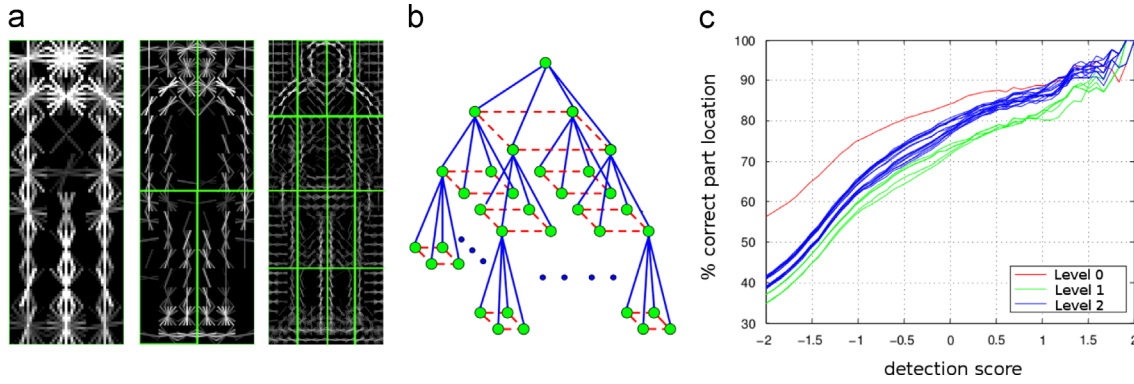 a
b
c
% correct part location
100
90
80
70
60
50
40
30
Level 0
Level 1
Level 2
−2 −1.5 −1 −0.5 0 0.5 1 1.5 2
detection score